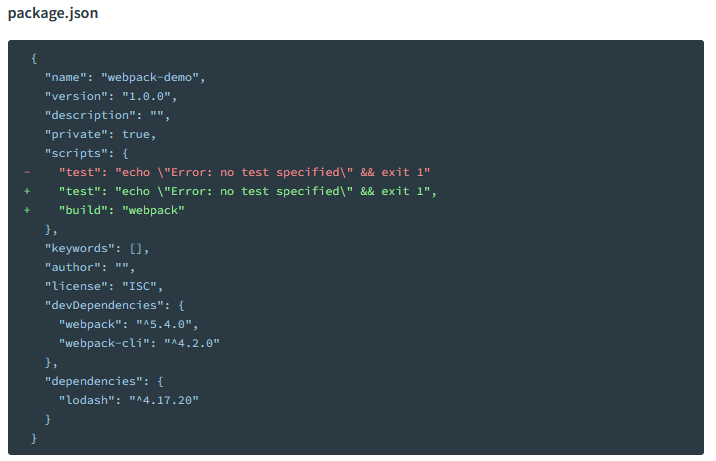 package.json
{
  "name": "webpack-demo",
  "version": "1.0.0",
  "description": "",
  "private": true,
  "scripts": {
-    "test": "echo \"Error: no test specified\" && exit 1"
+    "test": "echo \"Error: no test specified\" && exit 1",
+    "build": "webpack"
  },
  "keywords": [],
  "author": "",
  "license": "ISC",
  "devDependencies": {
    "webpack": "^5.4.0",
    "webpack-cli": "^4.2.0"
  },
  "dependencies": {
    "lodash": "^4.17.20"
  }
}